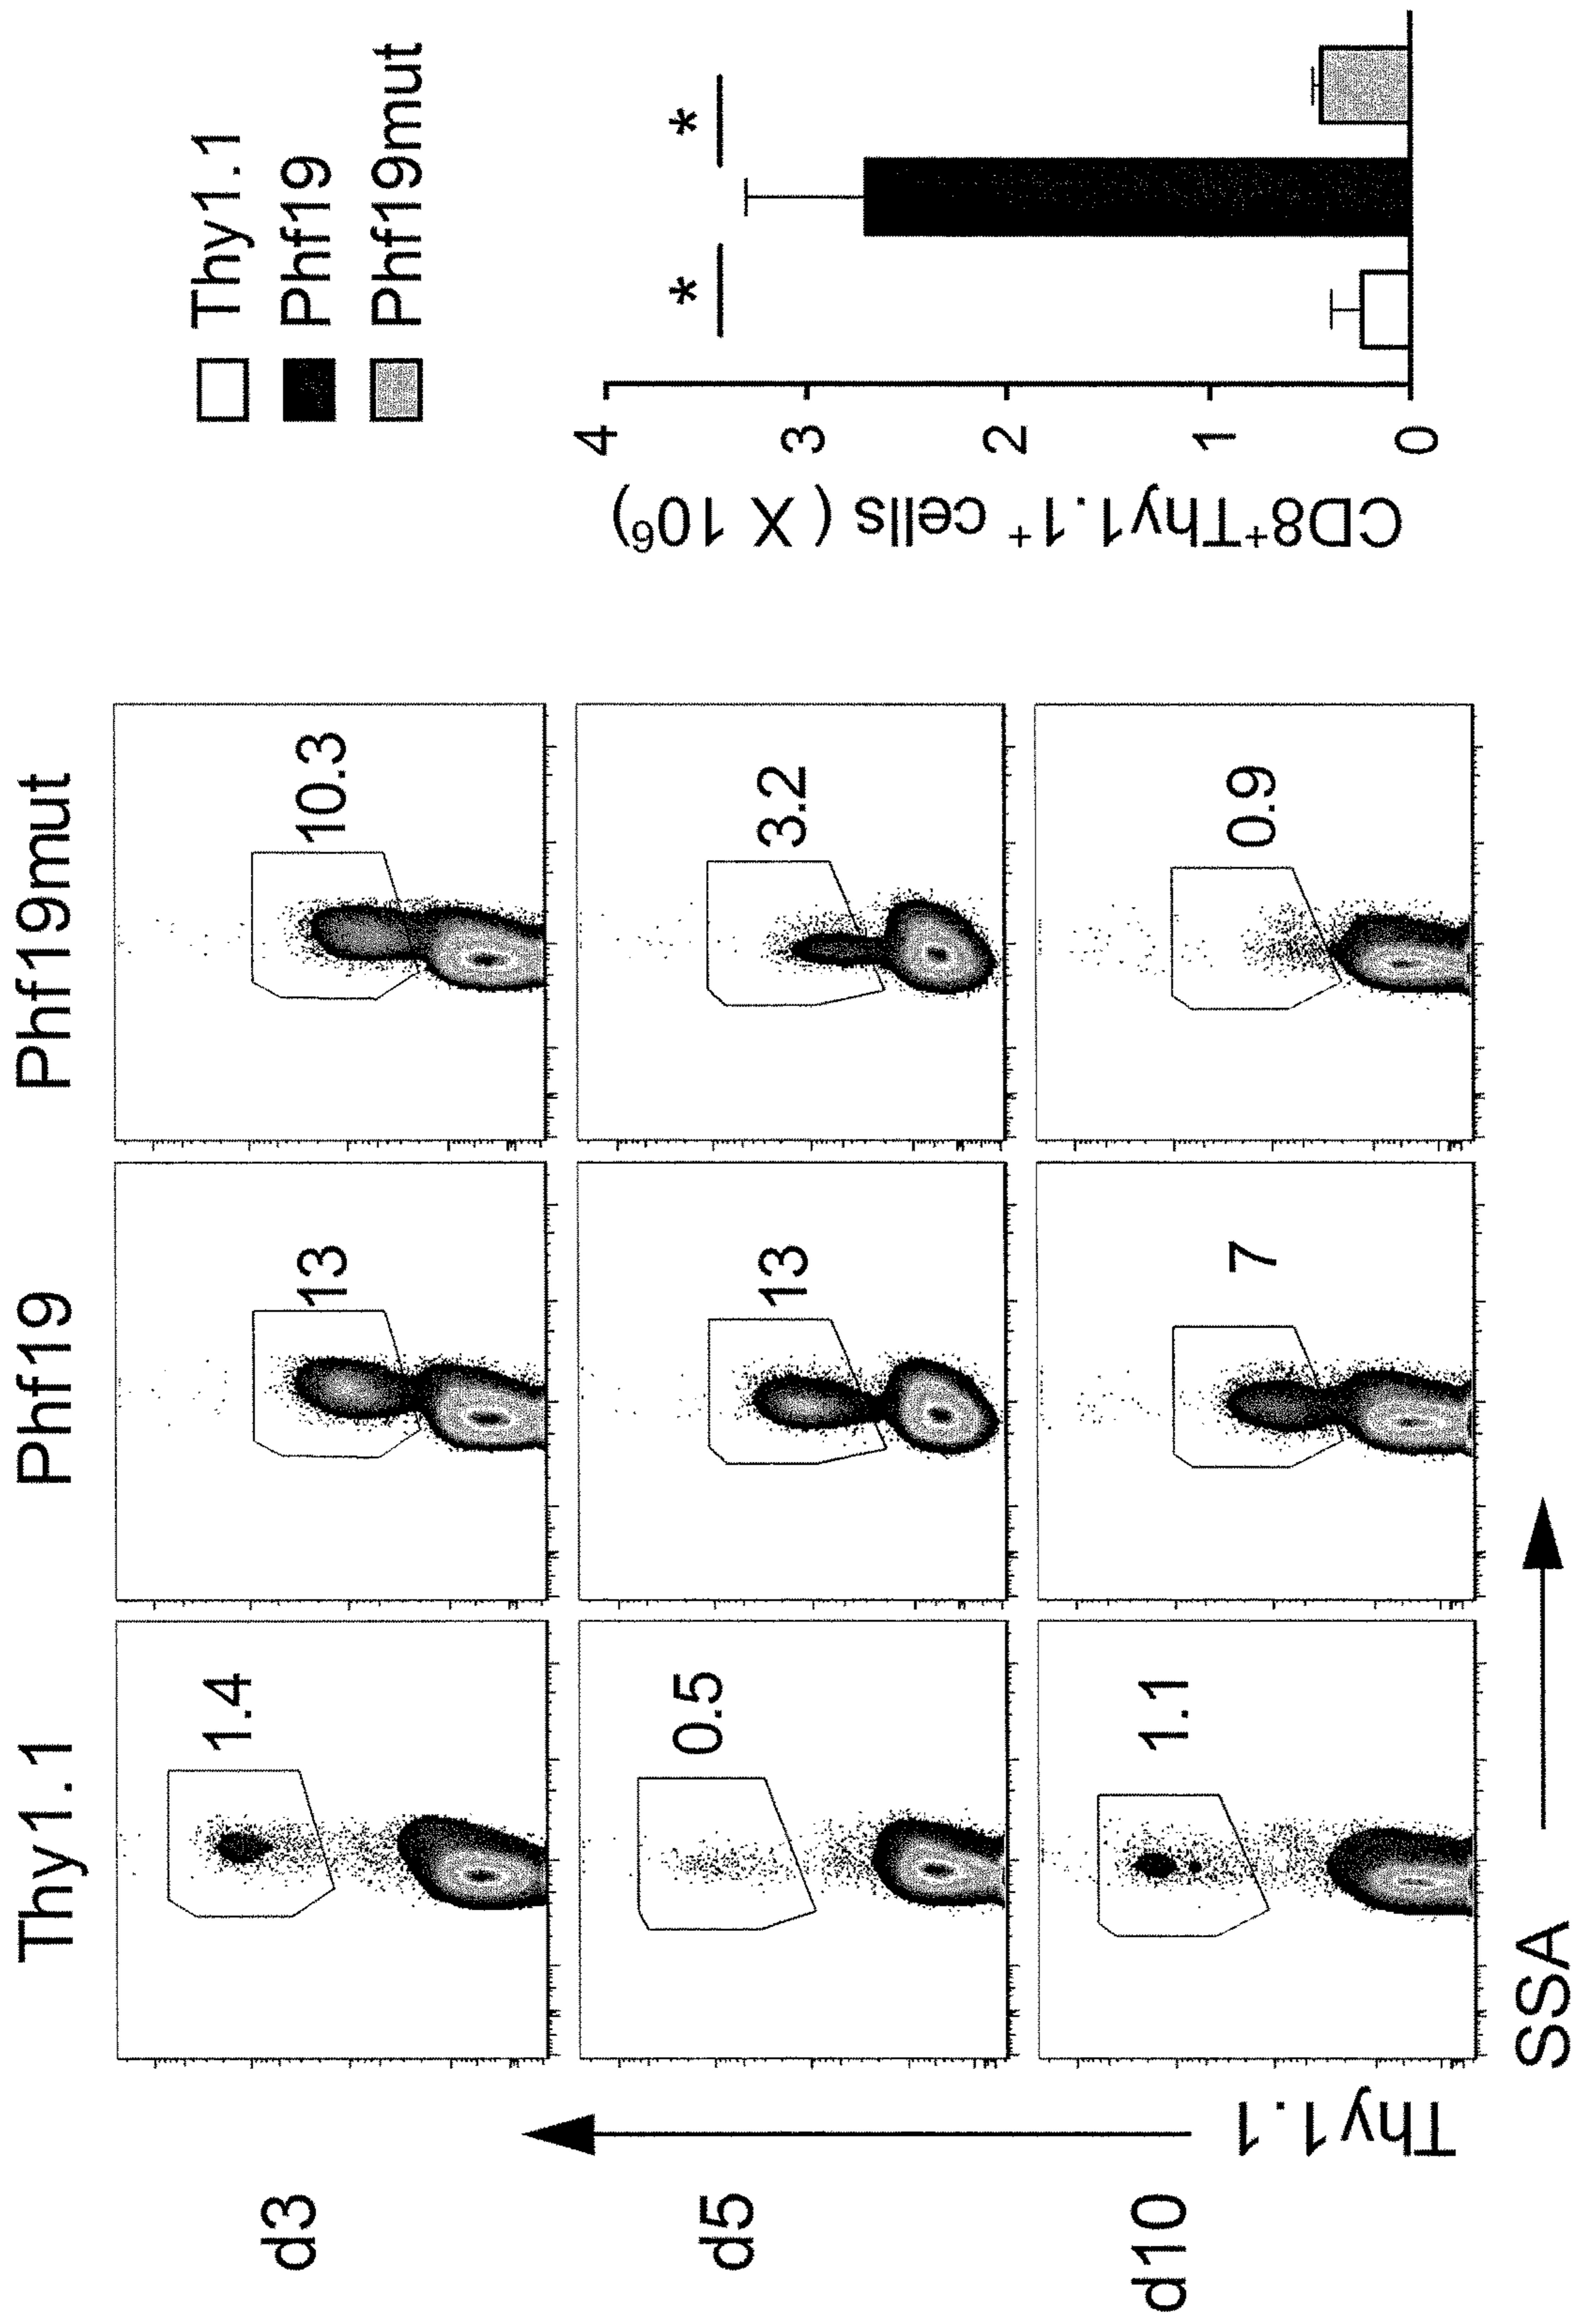 Thy1.1 Phf19 Phf19mut
d3 1.4 13 10.3
d5 0.5 13 3.2
d10 1.1 7 0.9
Thy1.1
SSA
Thy1.1
Phf19
Phf19mut
CD8⁺Thy1.1⁺ cells ( X 10⁶)
4
3
2
1
0
* *